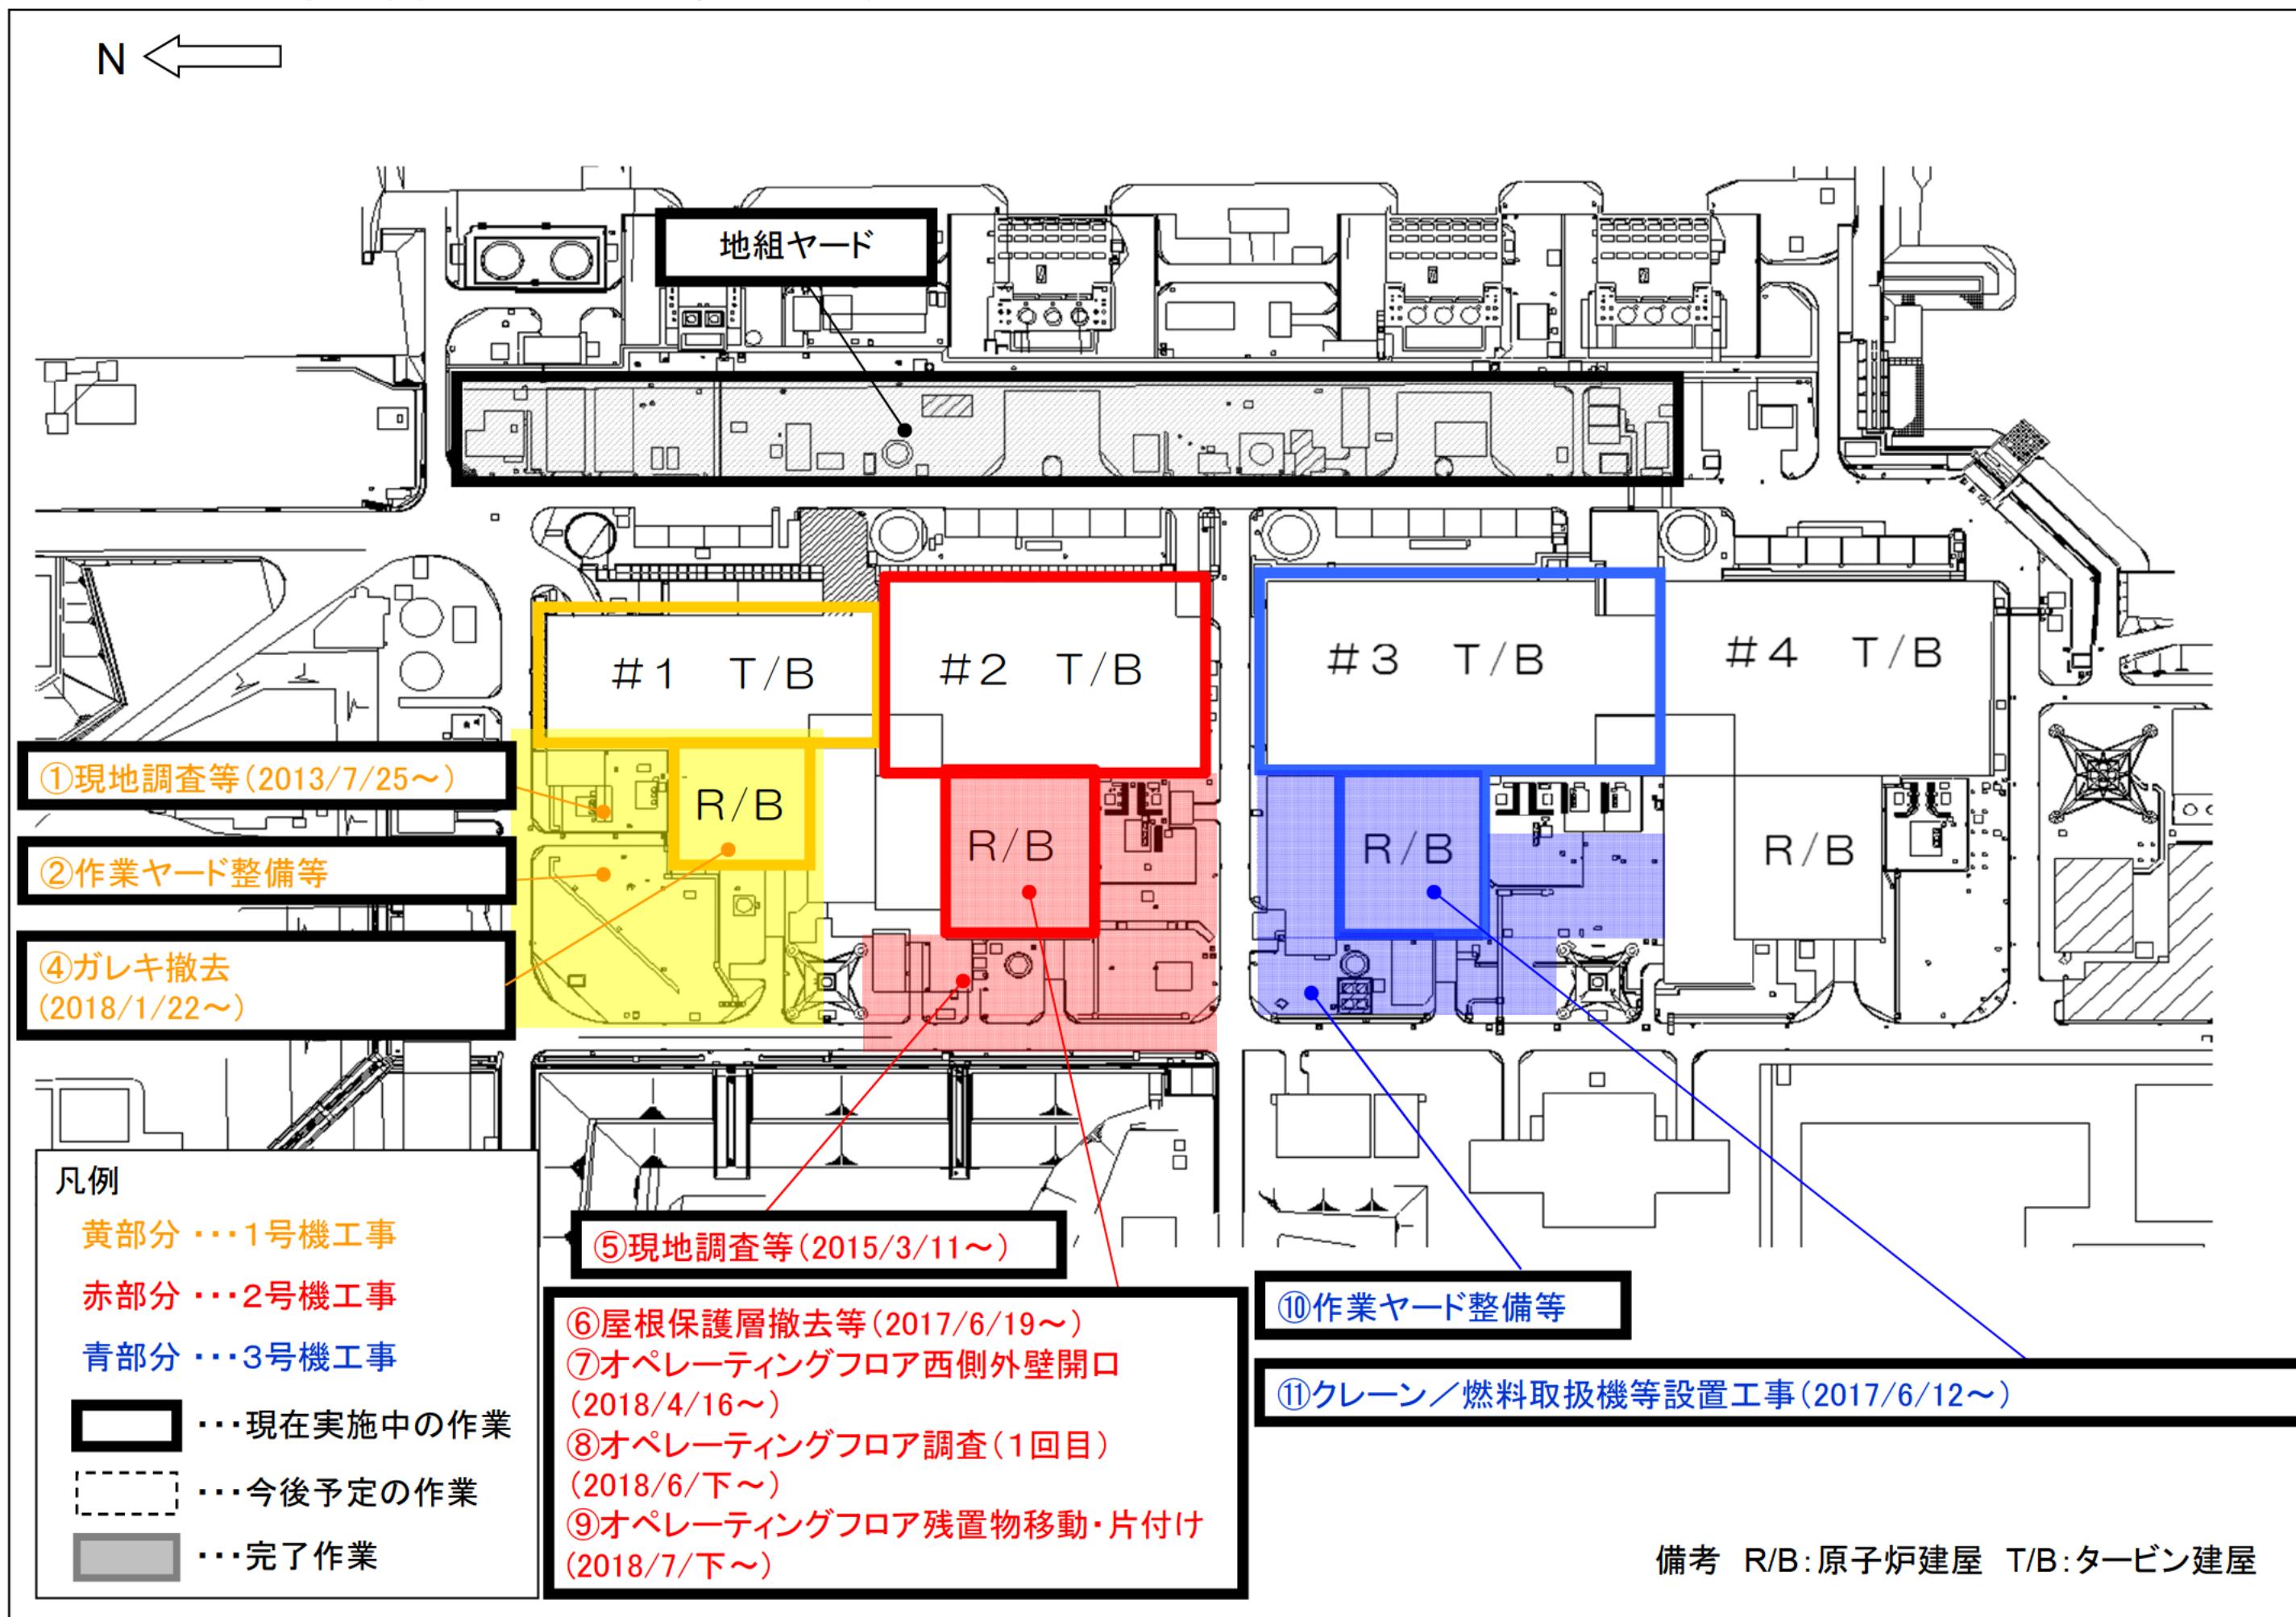 N
地組ヤード
#1 T/B
#2 T/B
#3 T/B
#4 T/B
R/B
R/B
R/B
R/B
①現地調査等(2013/7/25~)
②作業ヤード整備等
④ガレキ撤去
(2018/1/22~)
⑤現地調査等(2015/3/11~)
⑥屋根保護層撤去等(2017/6/19~)
⑦オペレーティングフロア西側外壁開口
(2018/4/16~)
⑧オペレーティングフロア調査(1回目)
(2018/6/下~)
⑨オペレーティングフロア残置物移動・片付け
(2018/7/下~)
⑩作業ヤード整備等
⑪クレーン/燃料取扱機等設置工事(2017/6/12~)
凡例
黄部分 ・・・1号機工事
赤部分 ・・・2号機工事
青部分 ・・・3号機工事
・・・現在実施中の作業
・・・今後予定の作業
・・・完了作業
備考 R/B:原子炉建屋 T/B:タービン建屋